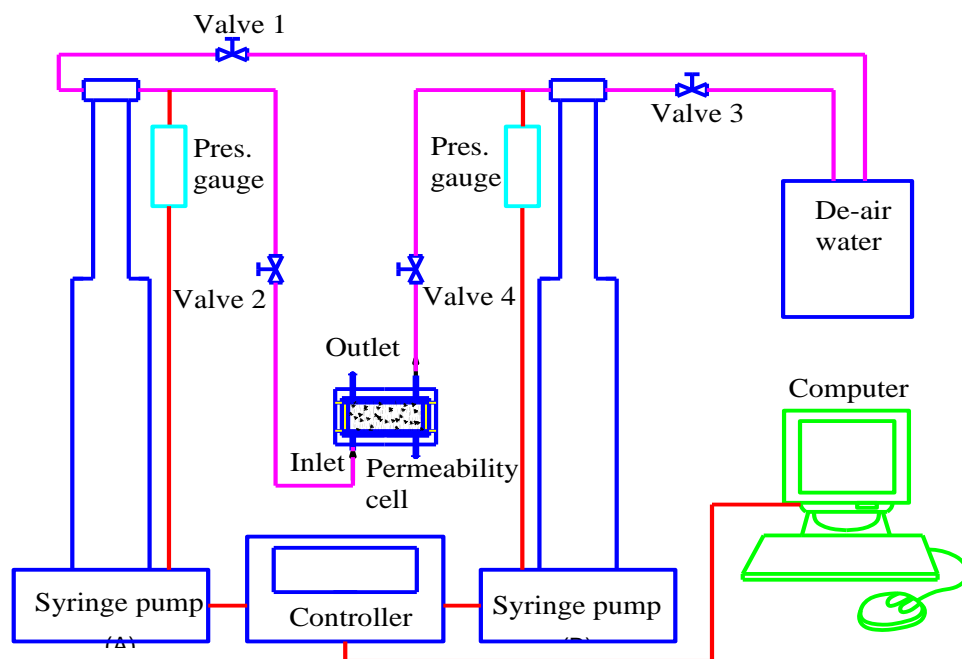 Valve 1
Valve 3
Pres.
gauge
Pres.
gauge
De-air
water
Valve 2
Valve 4
Outlet
Computer
Inlet
Permeability
cell
Syringe pump
(A)
Controller
Syringe pump